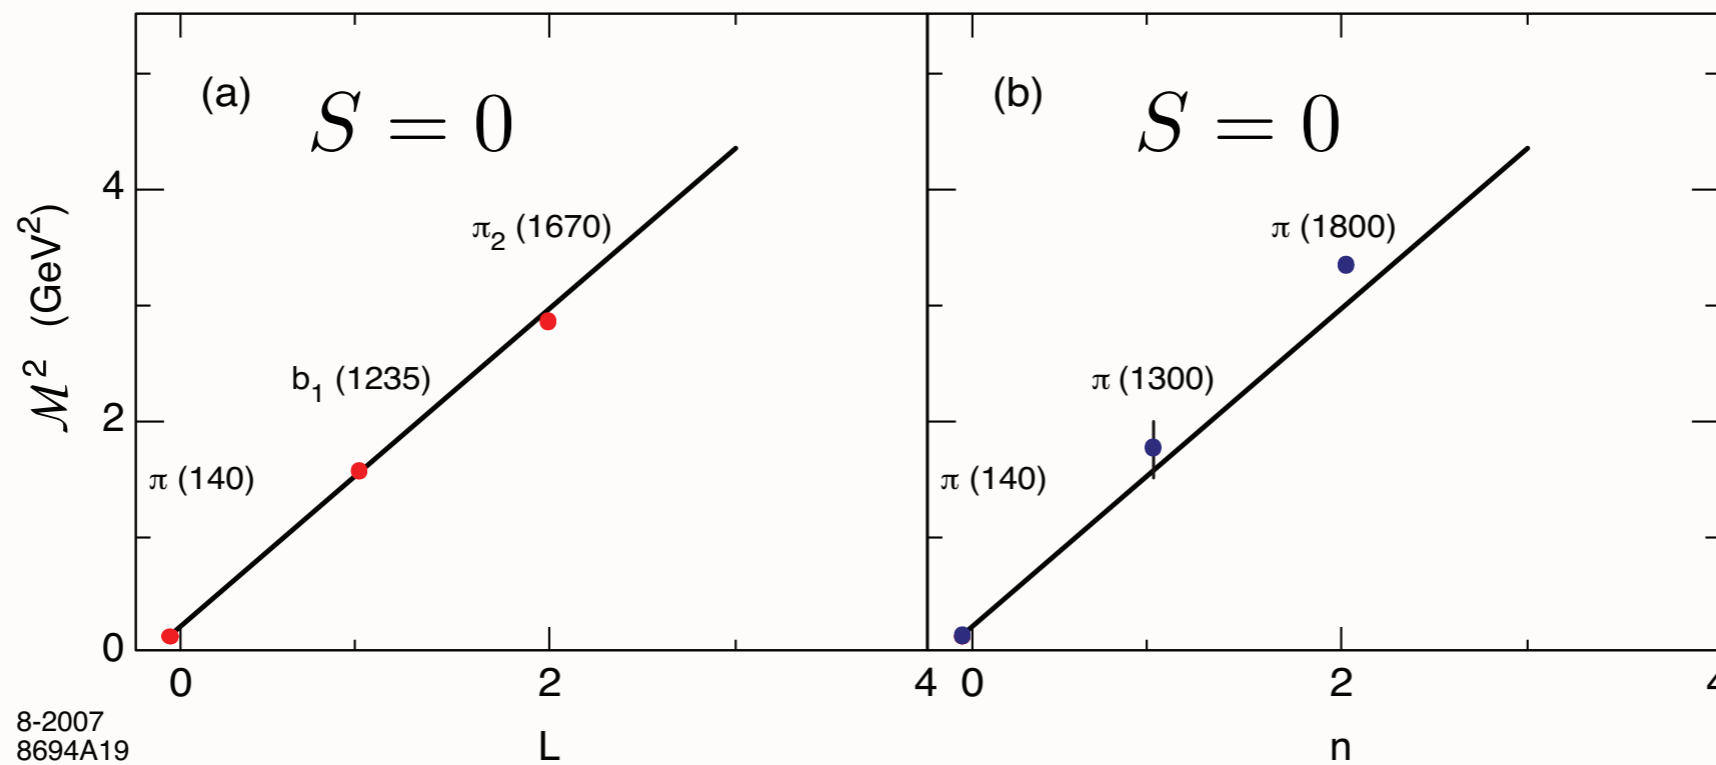 (a)
S = 0
(b)
S = 0
π₂ (1670)
π (1800)
b₁ (1235)
π (1300)
π (140)
π (140)
ℳ² (GeV²)
4
2
0
0 2 4
0 2 4
L
n
8-2007
8694A19